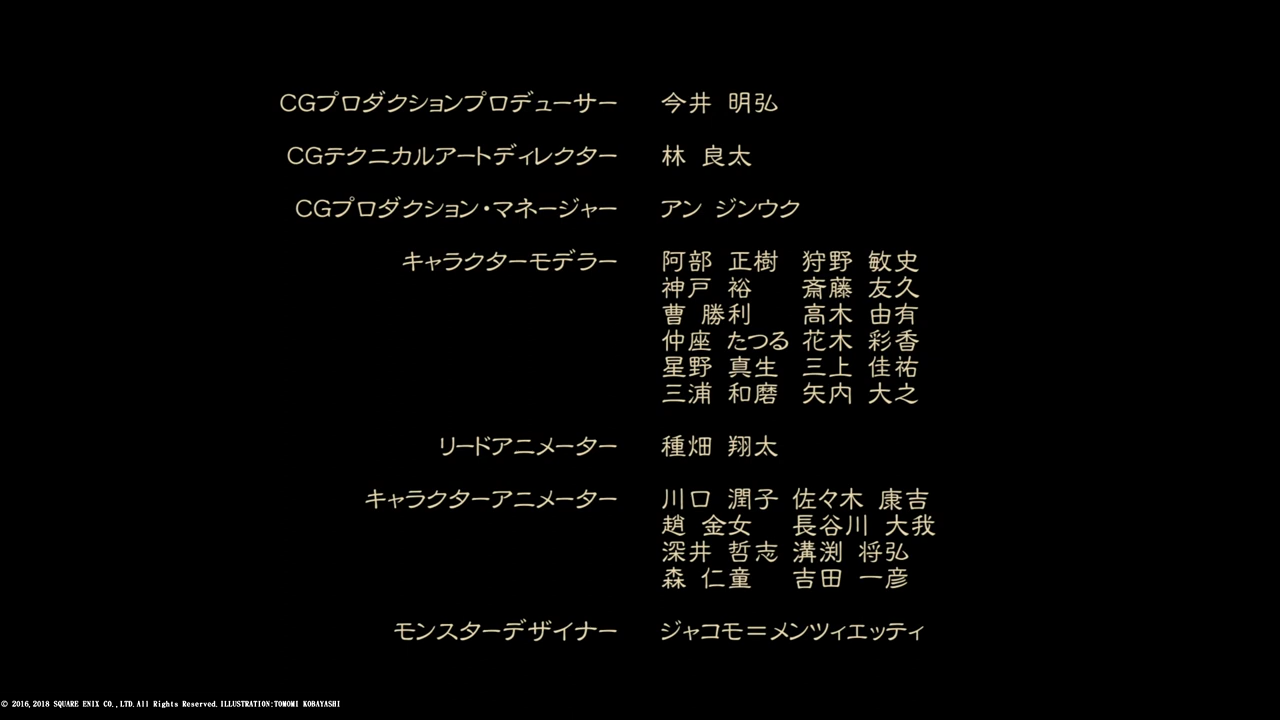 CGプロダクションプロデューサー 今井 明弘
CGテクニカルアートディレクター 林 良太
CGプロダクション・マネージャー アン ジンウク
キャラクターモデラー 阿部 正樹 狩野 敏史
神戸 裕 斎藤 友久
曹 勝利 高木 由有
仲座 たつる 花木 彩香
星野 真生 三上 佳祐
三浦 和磨 矢内 大之
リードアニメーター 種畑 翔太
キャラクターアニメーター 川口 潤子 佐々木 康吉
趙 金女 長谷川 大我
深井 哲志 溝渕 将弘
森 仁童 吉田 一彦
モンスターデザイナー ジャコモ=メンツィエッティ
© 2016,2018 SQUARE ENIX CO.,LTD.All Rights Reserved.ILLUSTRATION:TOMOMI KOBAYASHI